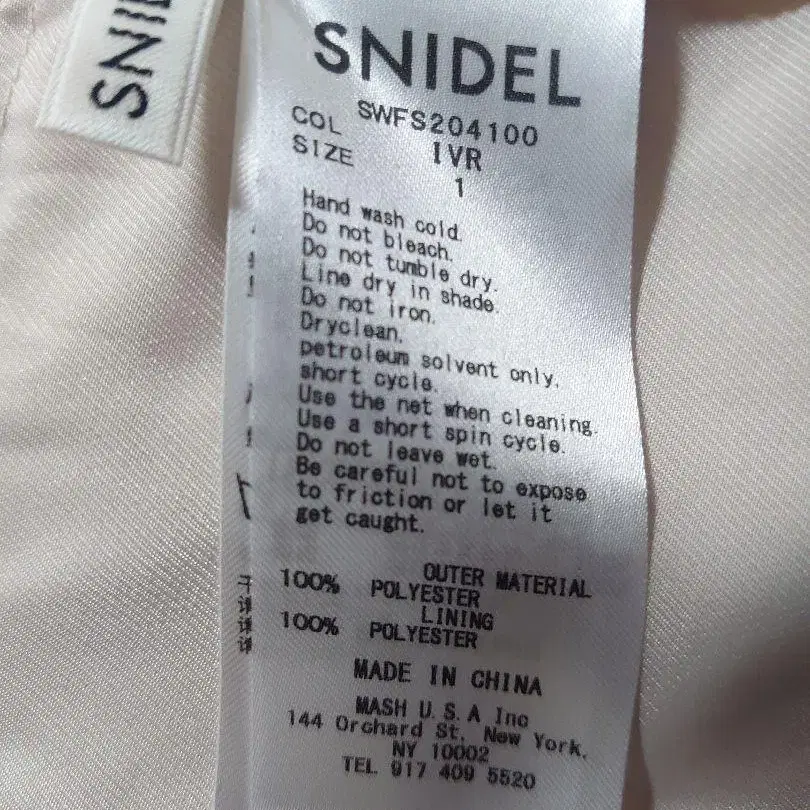 SNIDEL
SWFS204100
COL IVR
SIZE 1
Hand wash cold.
Do not bleach.
Do not tumble dry.
Line dry in shade.
Do not iron.
Dryclean,
petroleum solvent only,
short cycle.
Use the net when cleaning.
Use a short spin cycle.
Do not leave wet.
Be careful not to expose
to friction or let it
get caught.
OUTER MATERIAL
100% POLYESTER
LINING
100% POLYESTER
MADE IN CHINA
MASH U.S.A Inc
144 Orchard St, New York,
NY 10002
TEL 917 409 5520